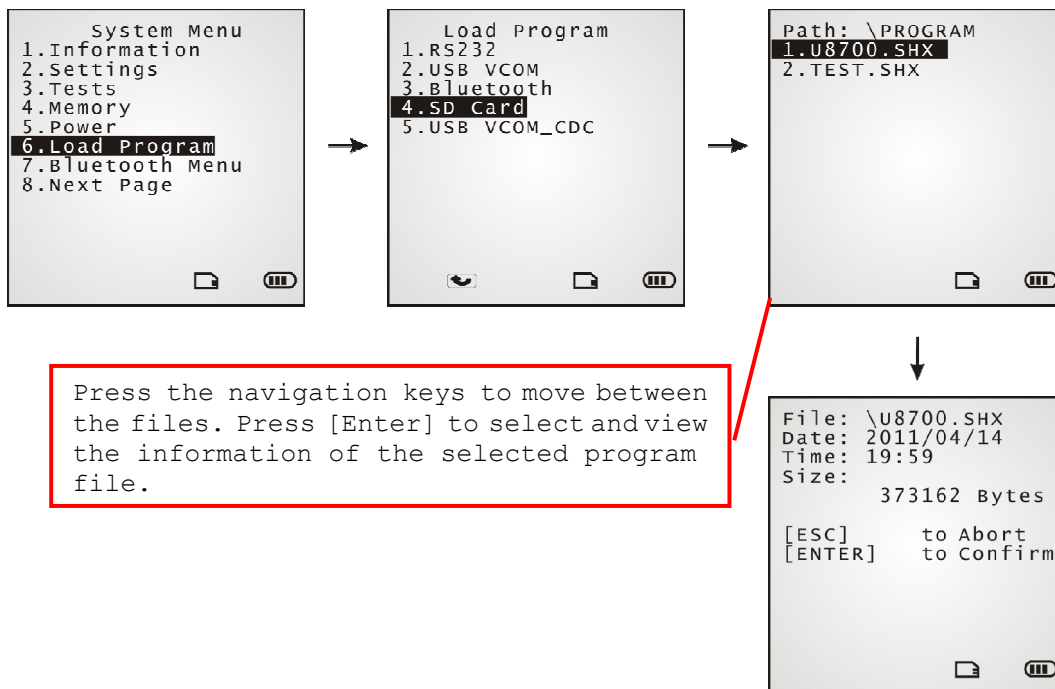 System Menu
1.Information
2.Settings
3.Tests
4.Memory
5.Power
6.Load Program
7.Bluetooth Menu
8.Next Page
Load Program
1.RS232
2.USB VCOM
3.Bluetooth
4.SD Card
5.USB VCOM_CDC
Path: \PROGRAM
1.U8700.SHX
2.TEST.SHX
Press the navigation keys to move between
the files. Press [Enter] to select and view
the information of the selected program
file.
File: \U8700.SHX
Date: 2011/04/14
Time: 19:59
Size:
373162 Bytes
[ESC] to Abort
[ENTER] to Confirm